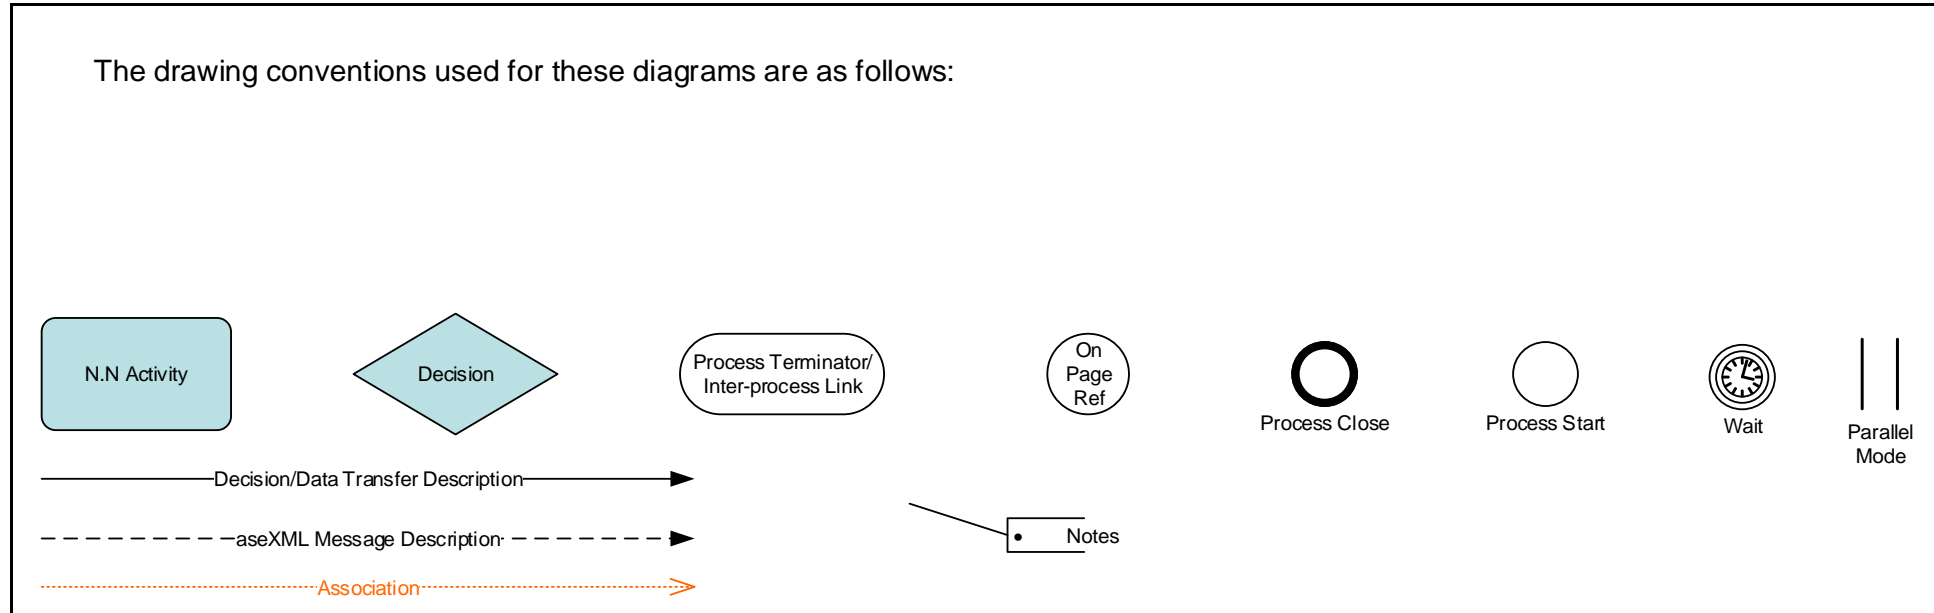 The drawing conventions used for these diagrams are as follows:
N.N Activity
Decision
Process Terminator/
Inter-process Link
On
Page
Ref
Process Close
Process Start
Wait
Parallel
Mode
Decision/Data Transfer Description
aseXML Message Description
Notes
Association